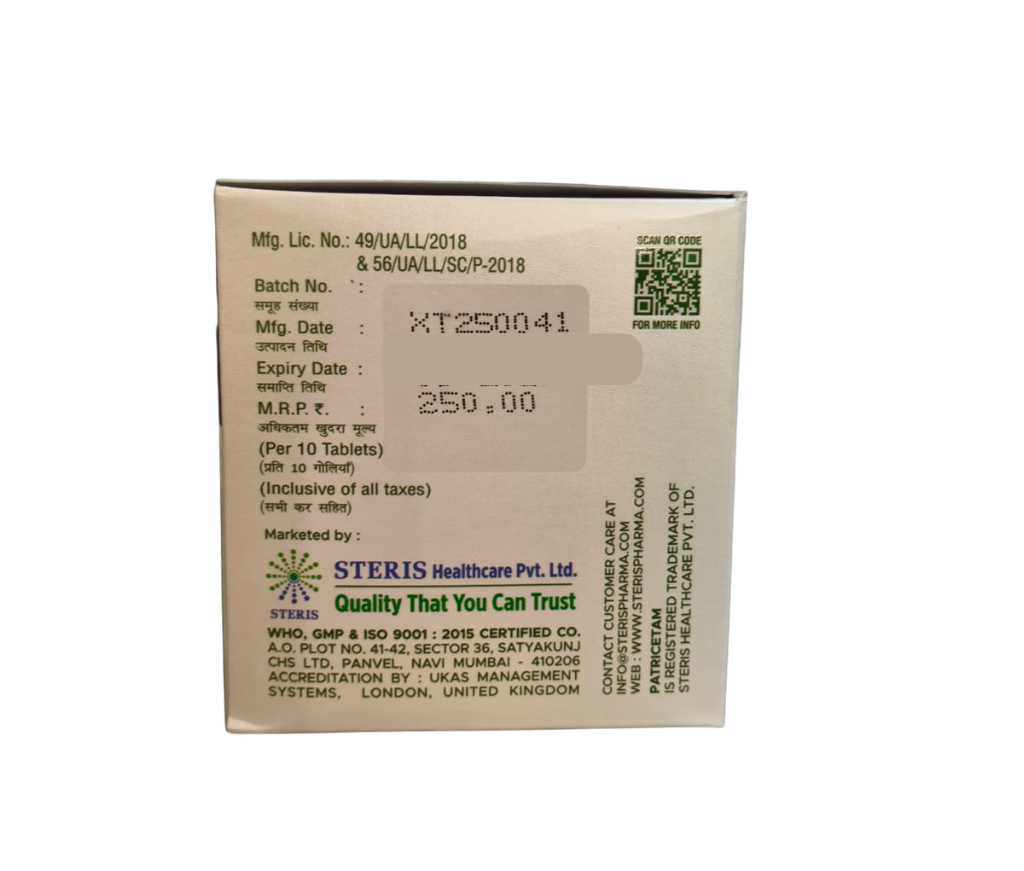 Mfg. Lic. No.: 49/UA/LL/2018
& 56/UA/LL/SC/P-2018
Batch No. :
समूह संख्या
XT250041
Mfg. Date :
उत्पादन तिथि
Expiry Date :
समाप्ति तिथि
M.R.P. ₹. : 250.00
अधिकतम खुदरा मूल्य
(Per 10 Tablets)
(प्रति 10 गोलियाँ)
(Inclusive of all taxes)
(सभी कर सहित)
Marketed by :
STERIS
STERIS Healthcare Pvt. Ltd.
Quality That You Can Trust
WHO, GMP & ISO 9001 : 2015 CERTIFIED CO.
A.O. PLOT NO. 41-42, SECTOR 36, SATYAKUNJ
CHS LTD, PANVEL, NAVI MUMBAI - 410206
ACCREDITATION BY : UKAS MANAGEMENT
SYSTEMS, LONDON, UNITED KINGDOM
SCAN QR CODE
FOR MORE INFO
CONTACT CUSTOMER CARE AT
INFO@STERISPHARMA.COM
WEB : WWW.STERISPHARMA.COM
PATRICETAM
IS REGISTERED TRADEMARK OF
STERIS HEALTHCARE PVT. LTD.